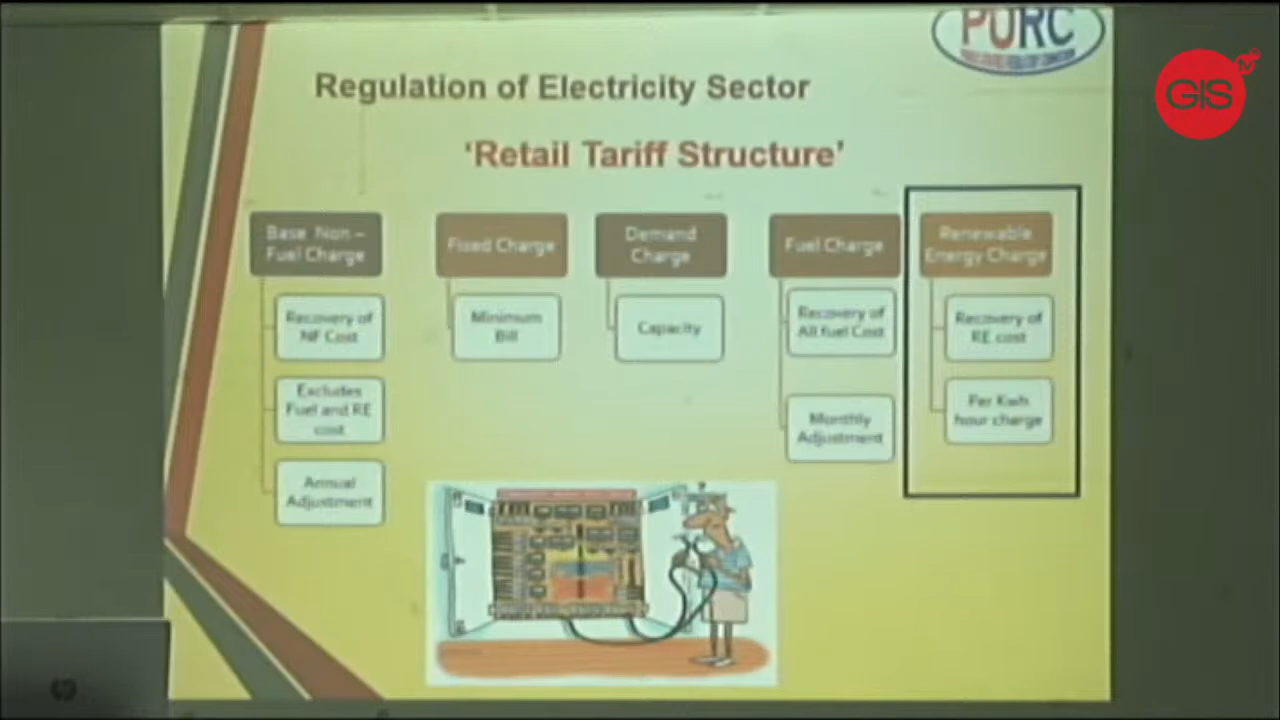 PURC
GIS
TV
Regulation of Electricity Sector
‘Retail Tariff Structure’
Base Non –
Fuel Charge
Recovery of
NF Cost
Excludes
Fuel and RE
cost
Annual
Adjustment
Fixed Charge
Minimum
Bill
Demand
Charge
Capacity
Fuel Charge
Recovery of
All fuel Cost
Monthly
Adjustment
Renewable
Energy Charge
Recovery of
RE cost
Per Kwh
hour charge